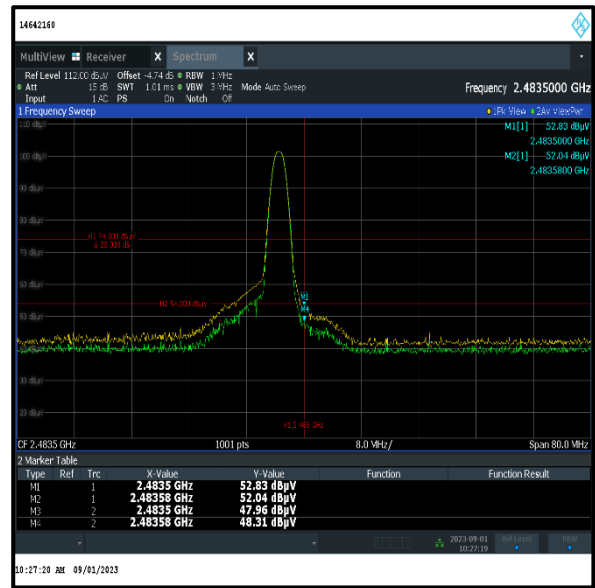 14642160
MultiView Receiver X Spectrum X
Ref Level 112.00 dBµV Offset -4.74 dB RBW 1 MHz
Att 15 dB SWT 1.01 ms VBW 3 MHz Mode Auto Sweep Frequency 2.4835000 GHz
Input 1 AC PS On Notch Off
1 Frequency Sweep 1Pk View 2Av ViewPwr
M1[1] 52.83 dBµV
2.4835000 GHz
100 dBµV M2[1] 52.04 dBµV
2.4835800 GHz
90 dBµV
80 dBµV
H1 74.000 dBµV
70 dBµV
60 dBµV
H2 54.000 dBµV
50 dBµV
40 dBµV
30 dBµV
20 dBµV
CF 2.4835 GHz 1001 pts 8.0 MHz/ Span 80.0 MHz
2 Marker Table
Type Ref Trc X-Value Y-Value Function Function Result
M1 1 2.4835 GHz 52.83 dBµV
M2 1 2.48358 GHz 52.04 dBµV
M3 2 2.4835 GHz 47.96 dBµV
M4 2 2.48358 GHz 48.31 dBµV
2023-09-01 Ref Level RBW
10:27:19
10:27:20 AM 09/01/2023